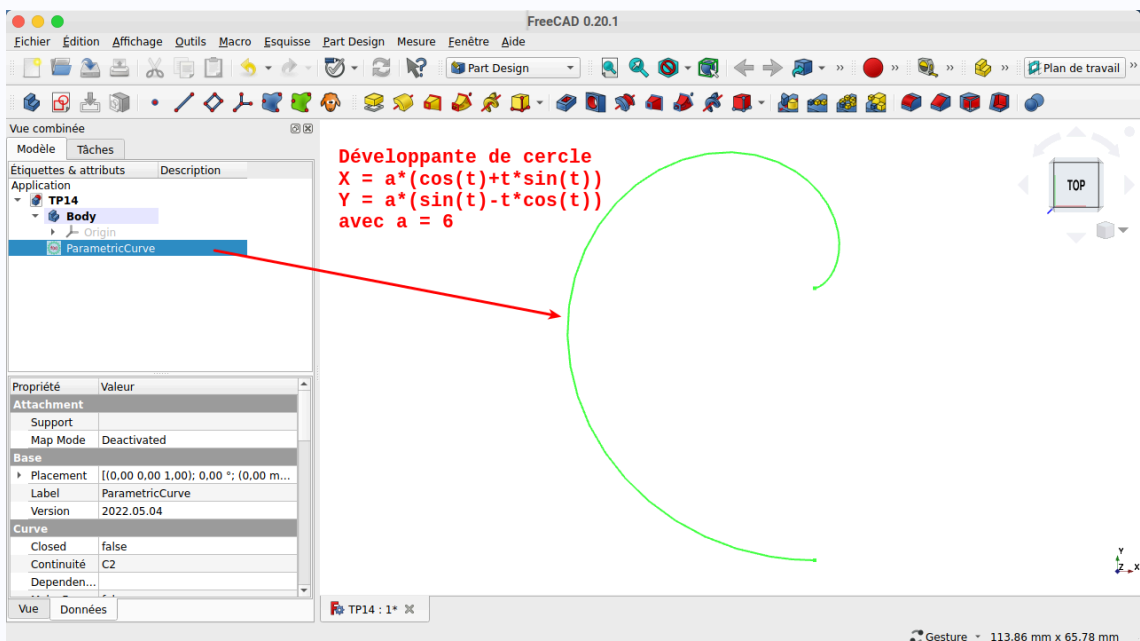 FreeCAD 0.20.1
Fichier Édition Affichage Outils Macro Esquisse Part Design Mesure Fenêtre Aide
Part Design » » » » Plan de travail »
Vue combinée
Modèle Tâches
Étiquettes & attributs Description
Application
TP14
Body
Origin
ParametricCurve
Développante de cercle
X = a*(cos(t)+t*sin(t))
Y = a*(sin(t)-t*cos(t))
avec a = 6
TOP
Propriété Valeur
Attachment
Support
Map Mode Deactivated
Base
Placement [(0,00 0,00 1,00); 0,00 °; (0,00 m...
Label ParametricCurve
Version 2022.05.04
Curve
Closed false
Continuité C2
Dependen...
Y
Z X
Vue Données
TP14 : 1*
Gesture 113,86 mm x 65,78 mm